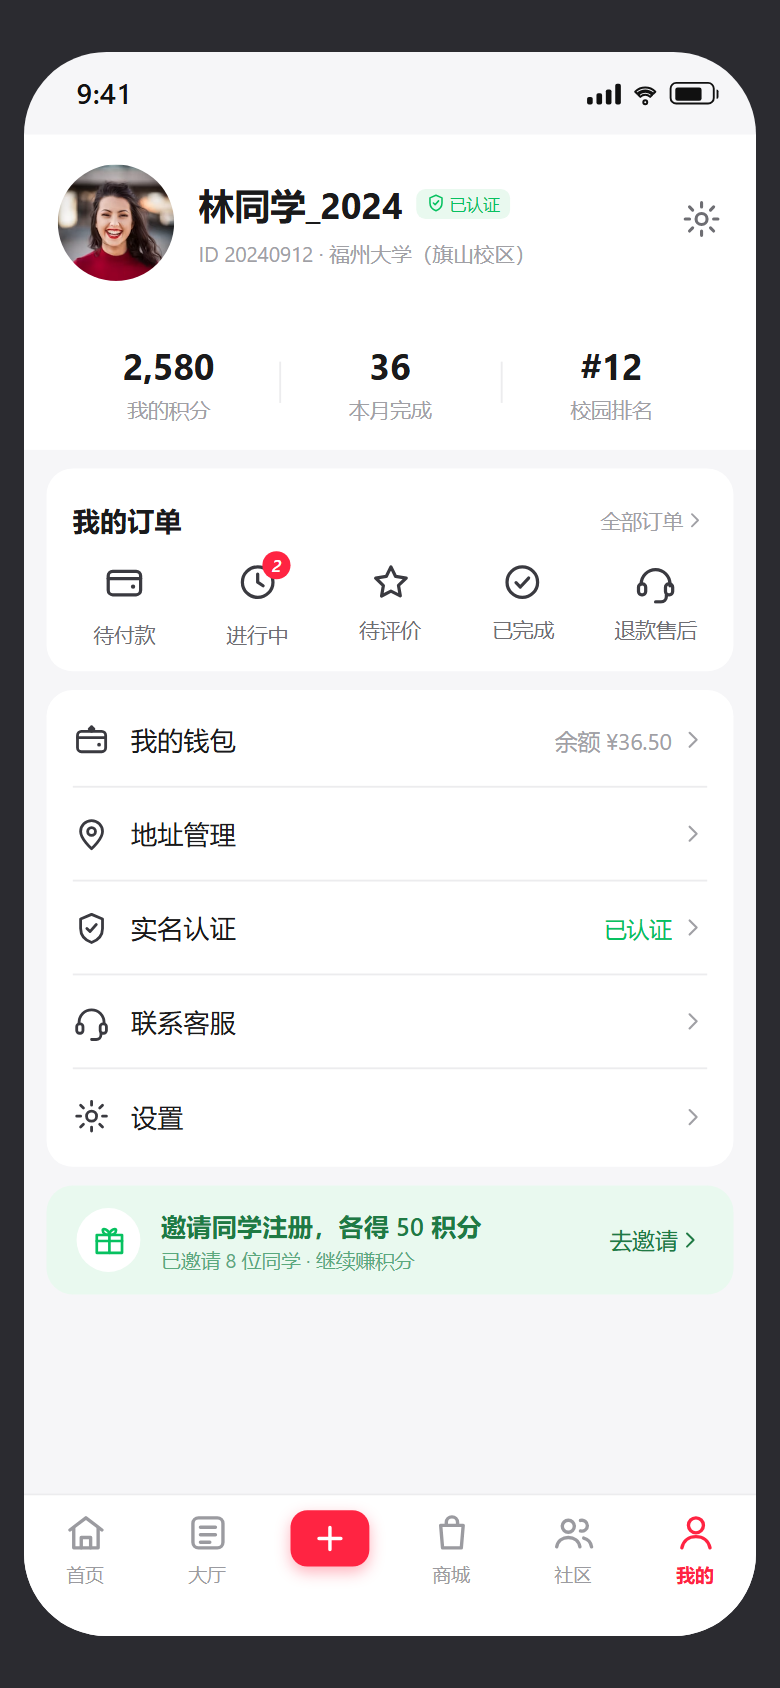 9:41
林同学_2024 已认证
ID 20240912 · 福州大学（旗山校区）
2,580 36 #12
我的积分 本月完成 校园排名
我的订单 全部订单
2
待付款 进行中 待评价 已完成 退款售后
我的钱包 余额 ¥36.50
地址管理
实名认证 已认证
联系客服
设置
邀请同学注册，各得 50 积分
已邀请 8 位同学 · 继续赚积分
去邀请
首页 大厅 商城 社区 我的